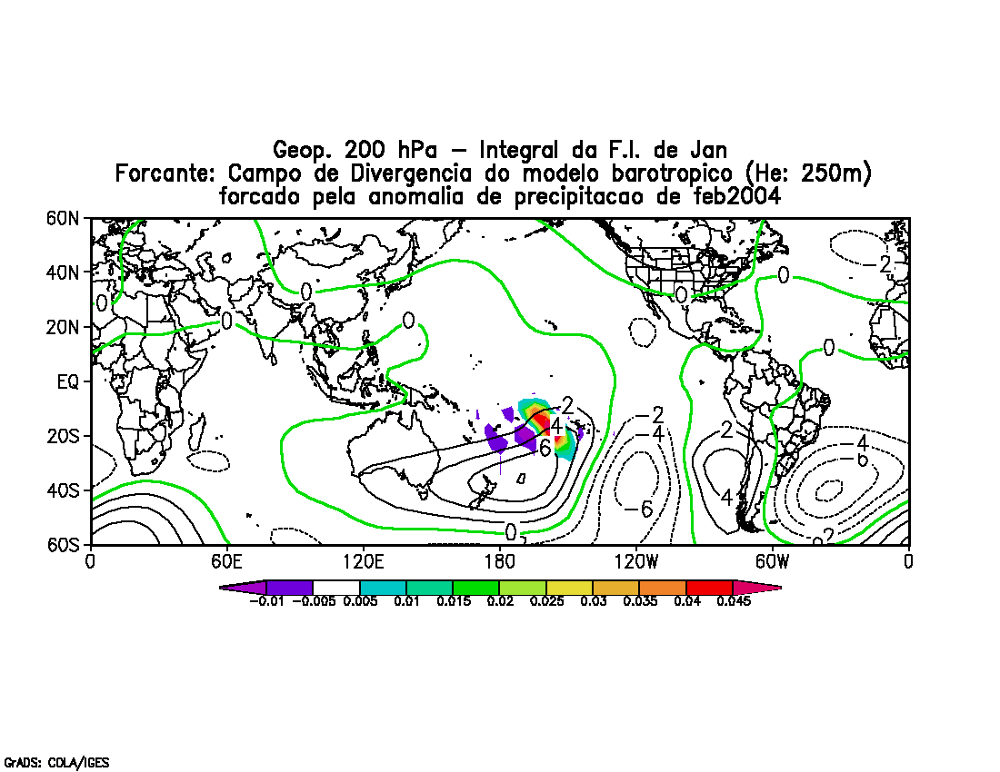 Geop. 200 hPa – Integral da F.I. de Jan
Forcante: Campo de Divergencia do modelo barotropico (He: 250m)
forcado pela anomalia de precipitacao de feb2004
60N
40N
20N
EQ
20S
40S
60S
0 60E 120E 180 120W 60W 0
-2
0
0
0
0
0
0
0
-2
4
6
-2
-4
-6
2
4
-4
-6
0
-0.01 -0.005 0.005 0.01 0.015 0.02 0.025 0.03 0.035 0.04 0.045
GrADS: COLA/IGES